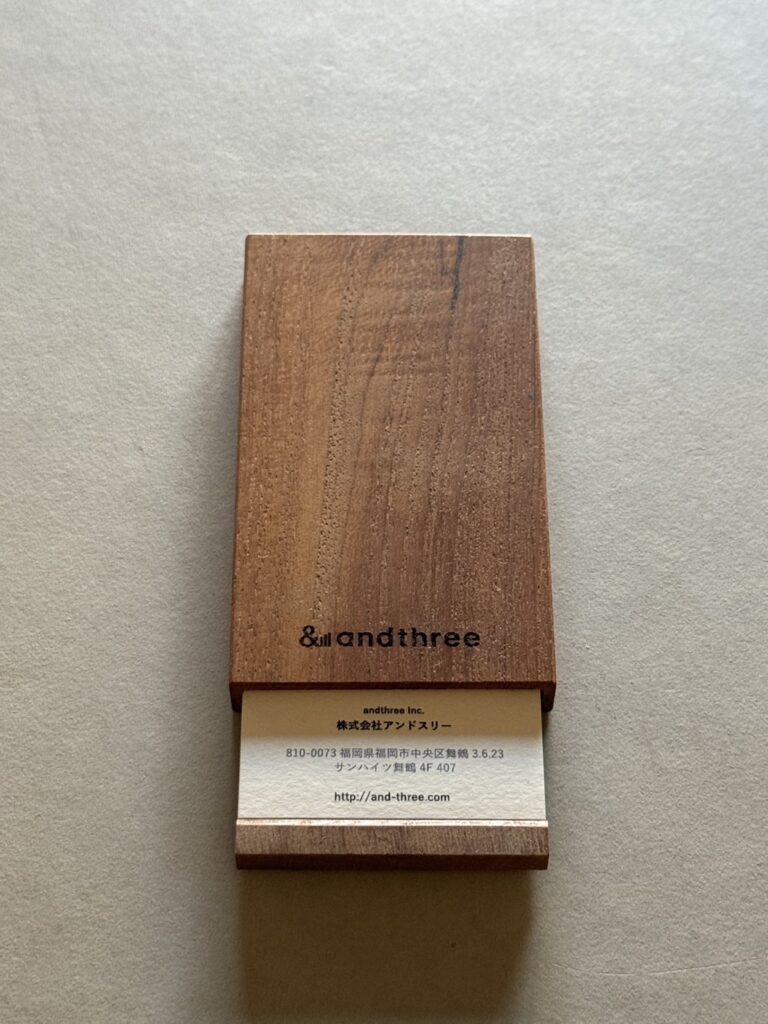 & andthree
andthree Inc.
株式会社アンドスリー
810-0073 福岡県福岡市中央区舞鶴 3.6.23
サンハイツ舞鶴 4F 407
http://and-three.com